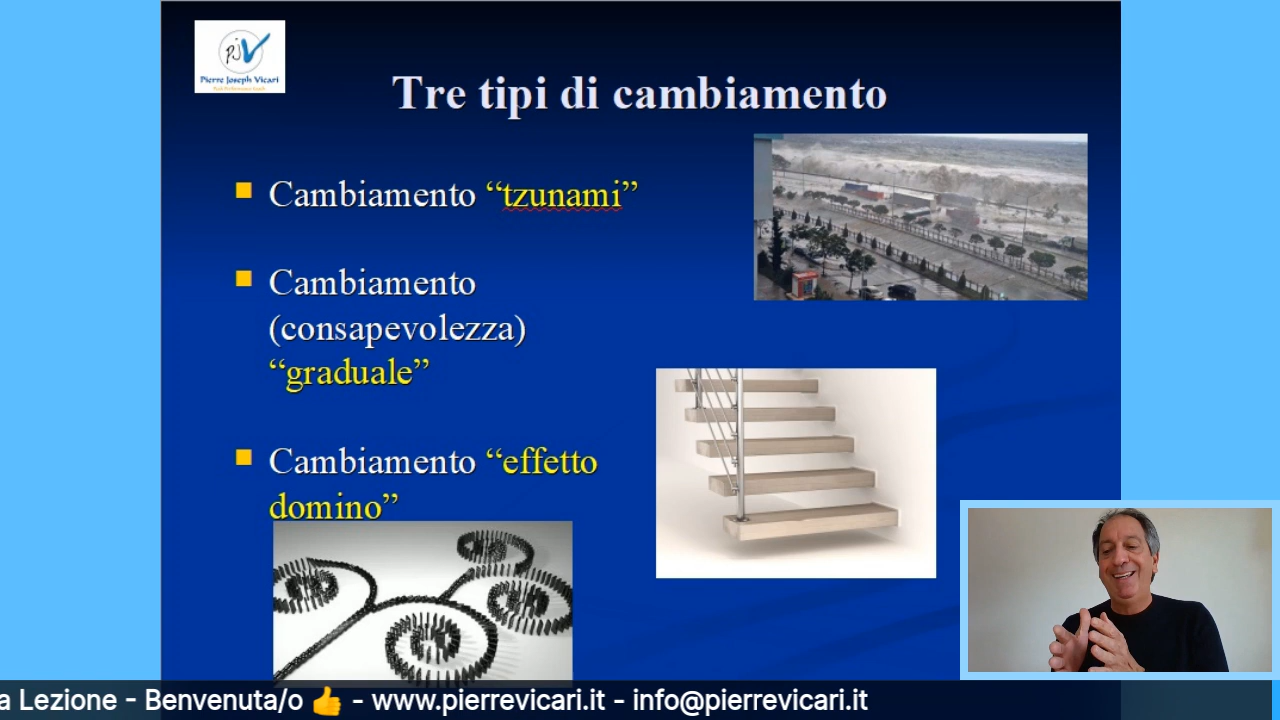 Pierre Joseph Vicari
Tre tipi di cambiamento
Cambiamento “tzunami”
Cambiamento
(consapevolezza)
“graduale”
Cambiamento “effetto
domino”
a Lezione - Benvenuta/o 👍 - www.pierrevicari.it - info@pierrevicari.it